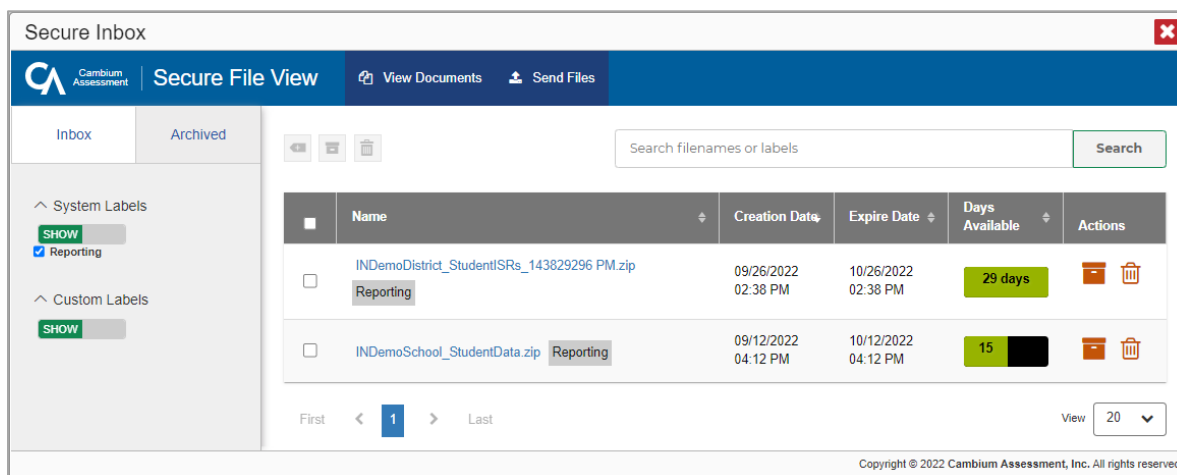 Secure Inbox
CA Cambium Assessment Secure File View View Documents Send Files
Inbox Archived
Search filenames or labels Search
System Labels
SHOW
Reporting
Custom Labels
SHOW
Name Creation Date Expire Date Days Available Actions
INDemoDistrict_StudentISRs_143829296 PM.zip
Reporting
09/26/2022
02:38 PM
10/26/2022
02:38 PM
29 days
INDemoSchool_StudentData.zip Reporting
09/12/2022
04:12 PM
10/12/2022
04:12 PM
15
First 1 Last
View 20
Copyright © 2022 Cambium Assessment, Inc. All rights reserved